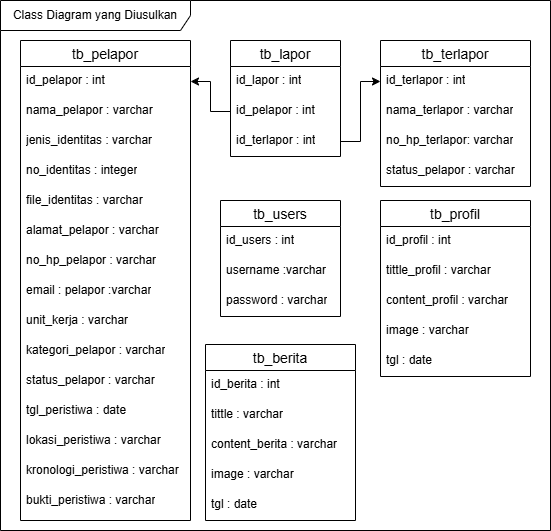 Class Diagram yang Diusulkan
tb_pelapor
id_pelapor : int
nama_pelapor : varchar
jenis_identitas : varchar
no_identitas : integer
file_identitas : varchar
alamat_pelapor : varchar
no_hp_pelapor : varchar
email : pelapor :varchar
unit_kerja : varchar
kategori_pelapor : varchar
status_pelapor : varchar
tgl_peristiwa : date
lokasi_peristiwa : varchar
kronologi_peristiwa : varchar
bukti_peristiwa : varchar
tb_lapor
id_lapor : int
id_pelapor : int
id_terlapor : int
tb_terlapor
id_terlapor : int
nama_terlapor : varchar
no_hp_terlapor: varchar
status_pelapor : varchar
tb_users
id_users : int
username :varchar
password : varchar
tb_profil
id_profil : int
tittle_profil : varchar
content_profil : varchar
image : varchar
tgl : date
tb_berita
id_berita : int
tittle : varchar
content_berita : varchar
image : varchar
tgl : date